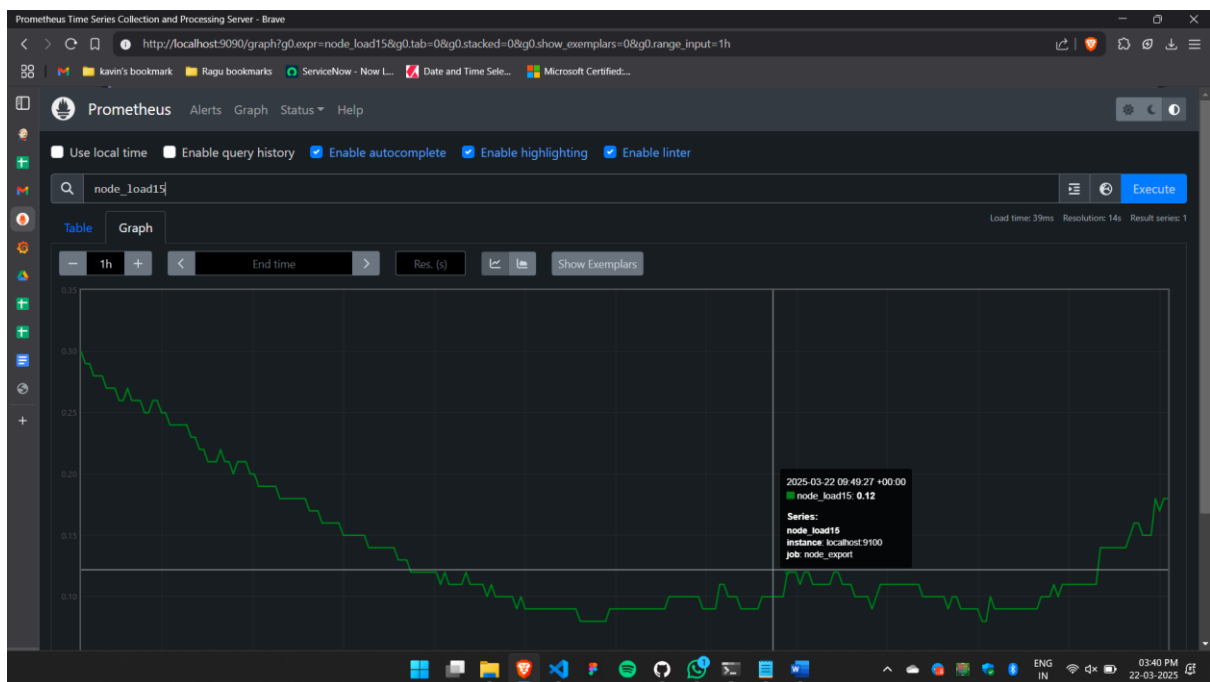 Prometheus Time Series Collection and Processing Server - Brave
http://localhost:9090/graph?g0.expr=node_load15&g0.tab=0&g0.stacked=0&g0.show_exemplars=0&g0.range_input=1h
kavin's bookmark Ragu bookmarks ServiceNow - Now L... Date and Time Sele... Microsoft Certified:...
Prometheus Alerts Graph Status Help
Use local time Enable query history Enable autocomplete Enable highlighting Enable linter
node_load15 Execute
Load time: 39ms Resolution: 14s Result series: 1
Table Graph
− 1h + End time Res. (s) Show Exemplars
0.35
0.30
0.25
0.20
2025-03-22 09:49:27 +00:00
node_load15: 0.12
Series:
node_load15
instance: localhost:9100
job: node_export
0.15
0.10
ENG 03:40 PM
IN 22-03-2025